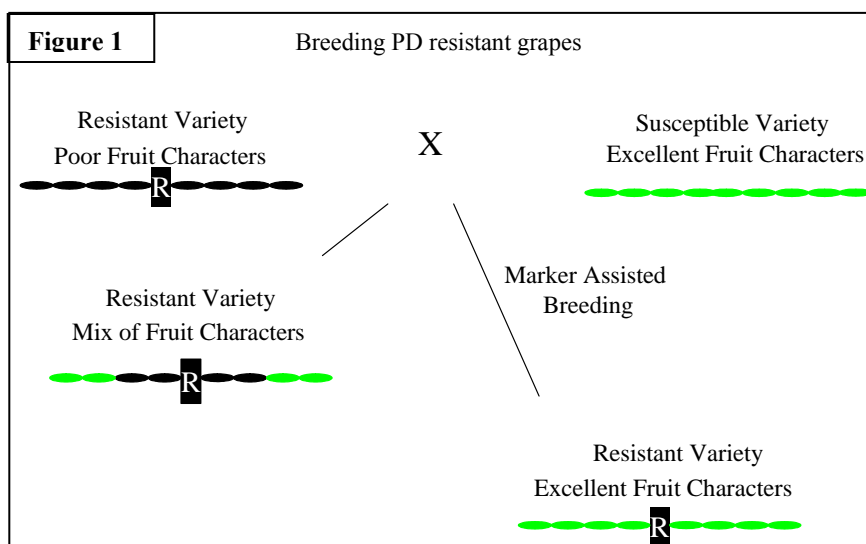 Figure 1
Breeding PD resistant grapes
Resistant Variety
Poor Fruit Characters
R
X
Susceptible Variety
Excellent Fruit Characters
Marker Assisted
Breeding
Resistant Variety
Mix of Fruit Characters
R
Resistant Variety
Excellent Fruit Characters
R